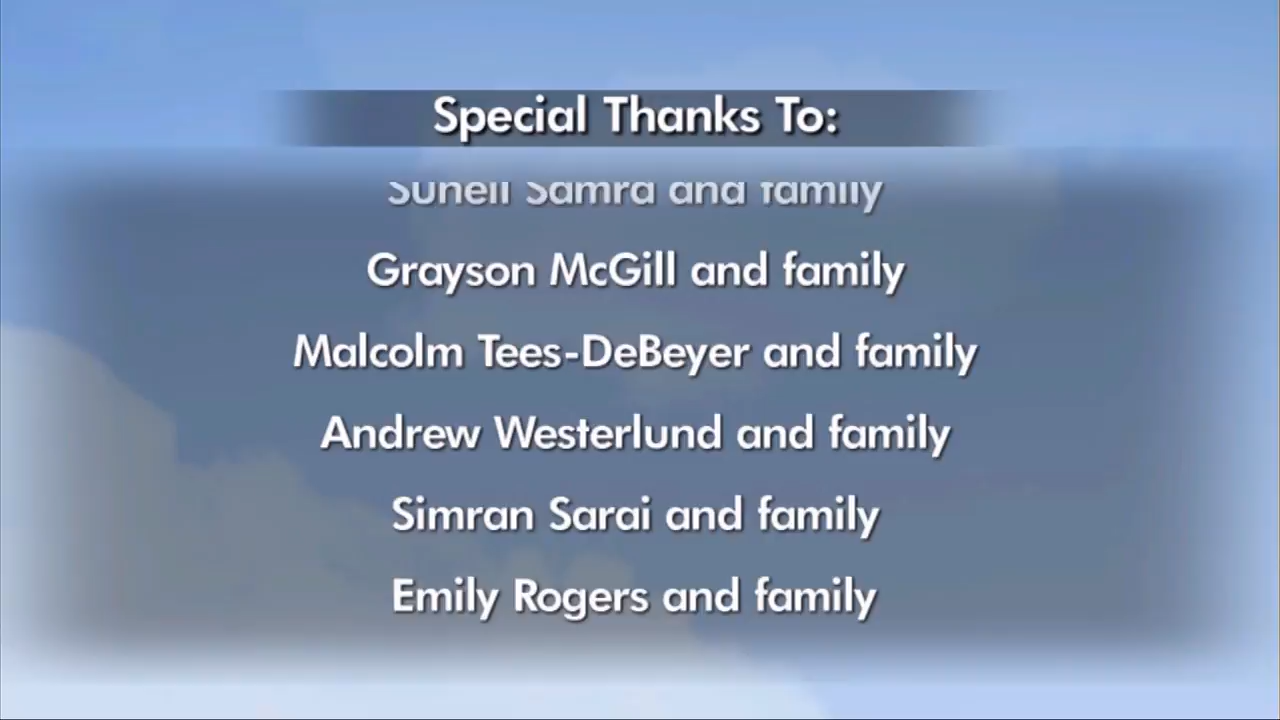 Special Thanks To:
Samra and family
Grayson McGill and family
Malcolm Tees-DeBeyer and family
Andrew Westerlund and family
Simran Sarai and family
Emily Rogers and family